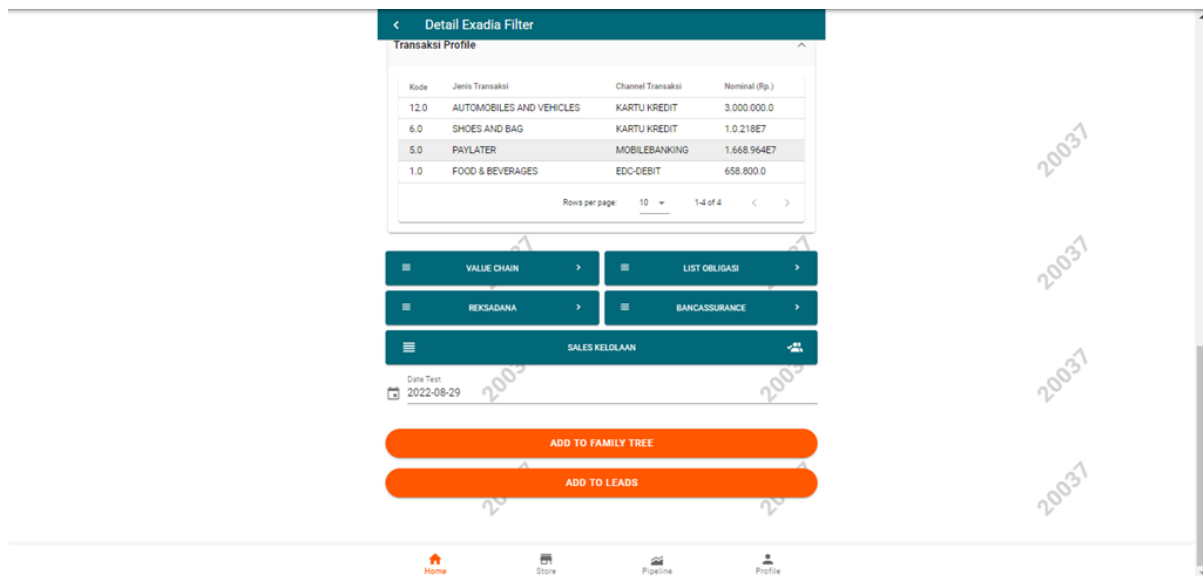 Detail Exadia Filter
Transaksi Profile
Kode Jenis Transaksi Channel Transaksi Nominal (Rp.)
12.0 AUTOMOBILES AND VEHICLES KARTU KREDIT 3.000.000.0
6.0 SHOES AND BAG KARTU KREDIT 1.0.218E7
5.0 PAYLATER MOBILEBANKING 1.668.964E7
1.0 FOOD & BEVERAGES EDC-DEBIT 658.800.0
Rows per page: 10 1-4 of 4
20037
VALUE CHAIN LIST OBLIGASI
20037
REKSADANA BANCASSURANCE
SALES KELOLAAN
20037
Date Test
2022-08-29
ADD TO FAMILY TREE
ADD TO LEADS
20037
Home Store Pipeline Profile